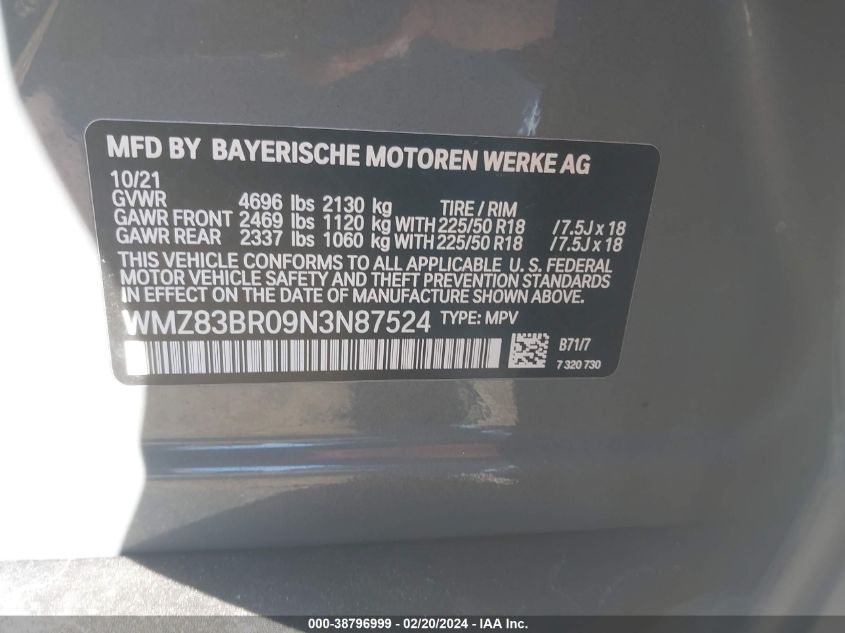 MFD BY BAYERISCHE MOTOREN WERKE AG
10/21
GVWR 4696 lbs 2130 kg TIRE / RIM
GAWR FRONT 2469 lbs 1120 kg WITH 225/50 R18 /7.5J x 18
GAWR REAR 2337 lbs 1060 kg WITH 225/50 R18 /7.5J x 18
THIS VEHICLE CONFORMS TO ALL APPLICABLE U. S. FEDERAL
MOTOR VEHICLE SAFETY AND THEFT PREVENTION STANDARDS
IN EFFECT ON THE DATE OF MANUFACTURE SHOWN ABOVE.
WMZ83BR09N3N87524 TYPE: MPV
B71/7
7 320 730
000-38796999 / 02/20/2024 - IAA Inc.